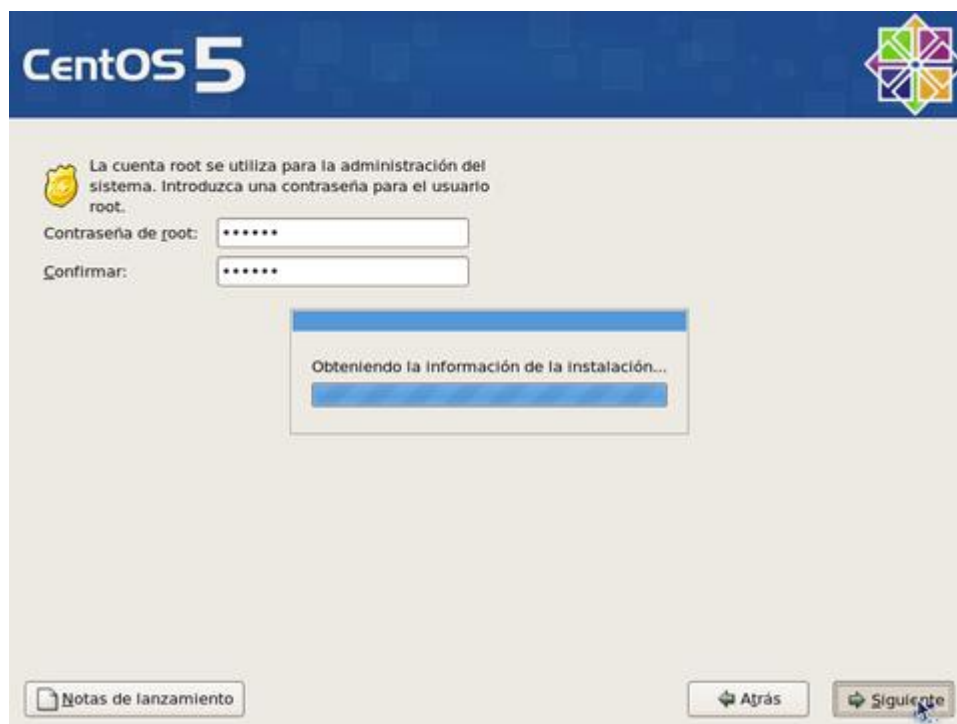 CentOS 5
La cuenta root se utiliza para la administración del
sistema. Introduzca una contraseña para el usuario
root.
Contraseña de root: ••••••
Confirmar: ••••••
Obteniendo la información de la instalación...
Notas de lanzamiento
Atrás
Siguiente